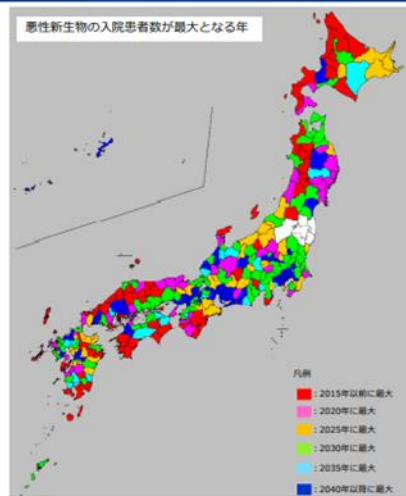 悪性新生物の入院患者数が最大となる年
凡例
：2015年以前に最大
：2020年に最大
：2025年に最大
：2030年に最大
：2035年に最大
：2040年以降に最大